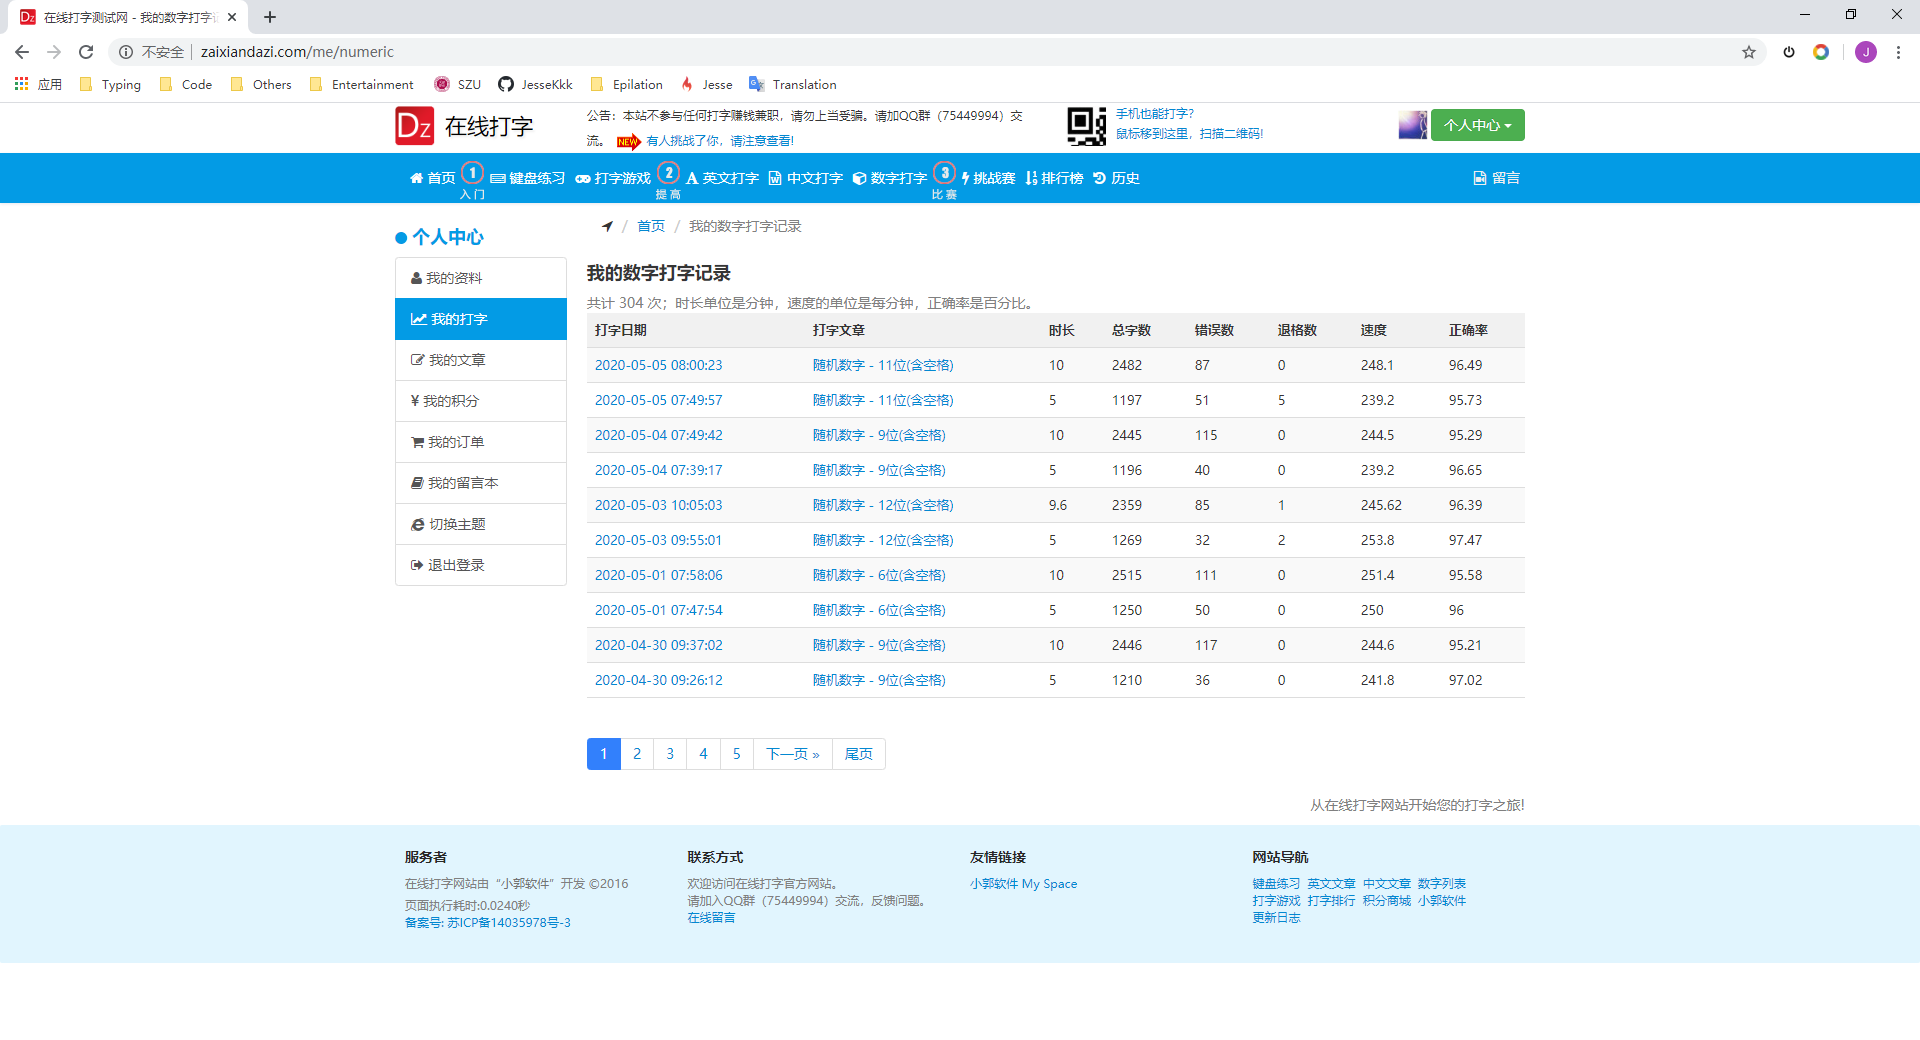 在线打字测试网 - 我的数字打字
不安全 zaixiandazi.com/me/numeric
J
应用 Typing Code Others Entertainment SZU JesseKkk Epilation Jesse Translation
Dz 在线打字
公告：本站不参与任何打字赚钱兼职，请勿上当受骗。请加QQ群（75449994）交
流。 NEW 有人挑战了你，请注意查看!
手机也能打字?
鼠标移到这里，扫描二维码!
个人中心
首页 1 入门 键盘练习 打字游戏 2 提高 英文打字 中文打字 数字打字 3 比赛 挑战赛 排行榜 历史 留言
个人中心
我的资料
我的打字
我的文章
¥ 我的积分
我的订单
我的留言本
切换主题
退出登录
/ 首页 / 我的数字打字记录
我的数字打字记录
共计 304 次；时长单位是分钟，速度的单位是每分钟，正确率是百分比。
打字日期 打字文章 时长 总字数 错误数 退格数 速度 正确率
2020-05-05 08:00:23 随机数字 - 11位(含空格) 10 2482 87 0 248.1 96.49
2020-05-05 07:49:57 随机数字 - 11位(含空格) 5 1197 51 5 239.2 95.73
2020-05-04 07:49:42 随机数字 - 9位(含空格) 10 2445 115 0 244.5 95.29
2020-05-04 07:39:17 随机数字 - 9位(含空格) 5 1196 40 0 239.2 96.65
2020-05-03 10:05:03 随机数字 - 12位(含空格) 9.6 2359 85 1 245.62 96.39
2020-05-03 09:55:01 随机数字 - 12位(含空格) 5 1269 32 2 253.8 97.47
2020-05-01 07:58:06 随机数字 - 6位(含空格) 10 2515 111 0 251.4 95.58
2020-05-01 07:47:54 随机数字 - 6位(含空格) 5 1250 50 0 250 96
2020-04-30 09:37:02 随机数字 - 9位(含空格) 10 2446 117 0 244.6 95.21
2020-04-30 09:26:12 随机数字 - 9位(含空格) 5 1210 36 0 241.8 97.02
1 2 3 4 5 下一页 » 尾页
从在线打字网站开始您的打字之旅!
服务者
在线打字网站由“小郭软件”开发 ©2016
页面执行耗时:0.0240秒
备案号: 苏ICP备14035978号-3
联系方式
欢迎访问在线打字官方网站。
请加入QQ群（75449994）交流，反馈问题。
在线留言
友情链接
小郭软件 My Space
网站导航
键盘练习 英文文章 中文文章 数字列表
打字游戏 打字排行 积分商城 小郭软件
更新日志